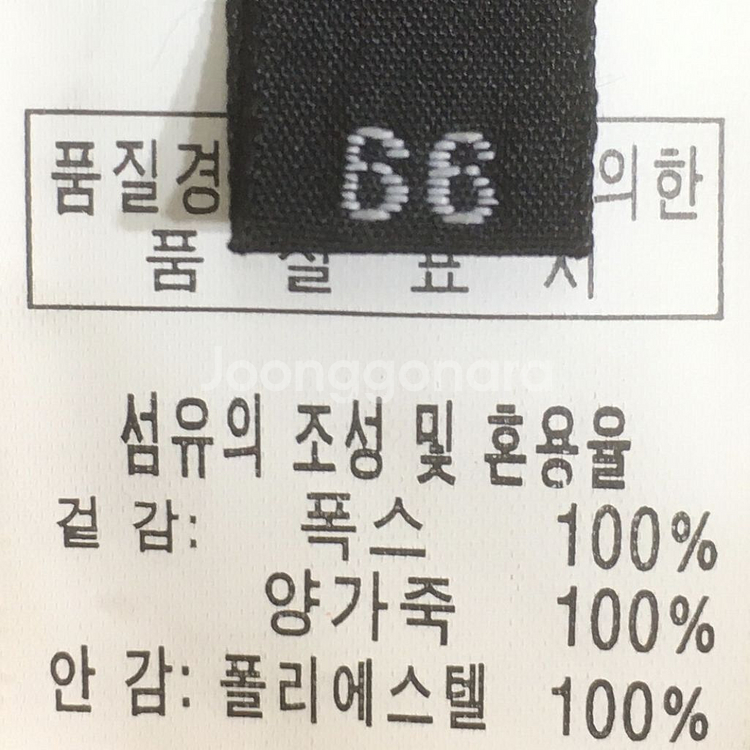 66
품질경 의한
품 질 표 시
Joonggonara
섬유의 조성 및 혼용율
겉 감: 폭스 100%
양가죽 100%
안 감: 폴리에스텔 100%